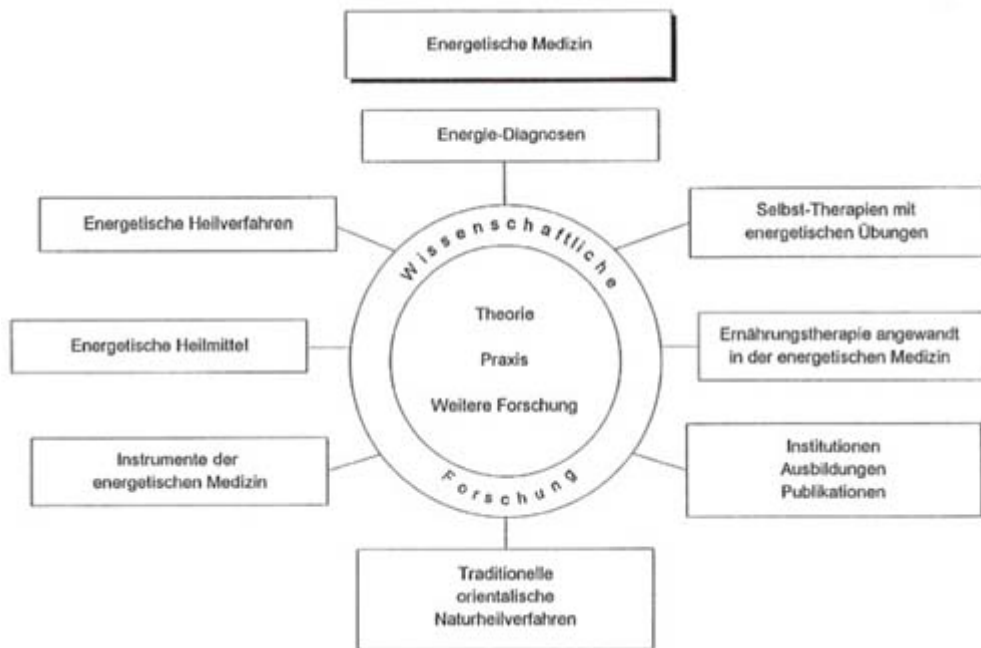 Energetische Medizin
Energie-Diagnosen
Energetische Heilverfahren
Selbst-Therapien mit
energetischen Übungen
Wissenschaftliche
Theorie
Praxis
Weitere Forschung
Forschung
Energetische Heilmittel
Ernährungstherapie angewandt
in der energetischen Medizin
Instrumente der
energetischen Medizin
Institutionen
Ausbildungen
Publikationen
Traditionelle
orientalische
Naturheilverfahren